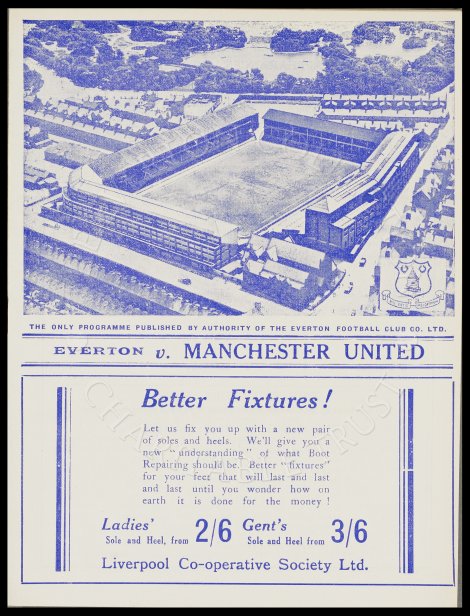 THE ONLY PROGRAMME PUBLISHED BY AUTHORITY OF THE EVERTON FOOTBALL CLUB CO. LTD.
EVERTON v. MANCHESTER UNITED
Better Fixtures!
Let us fix you up with a new pair
of soles and heels. We'll give you a
new "understanding" of what Boot
Repairing should be. Better "fixtures"
for your feet that will last and last
and last until you wonder how on
earth it is done for the money!
Ladies' 2/6 Gent's 3/6
Sole and Heel, from Sole and Heel from
Liverpool Co-operative Society Ltd.